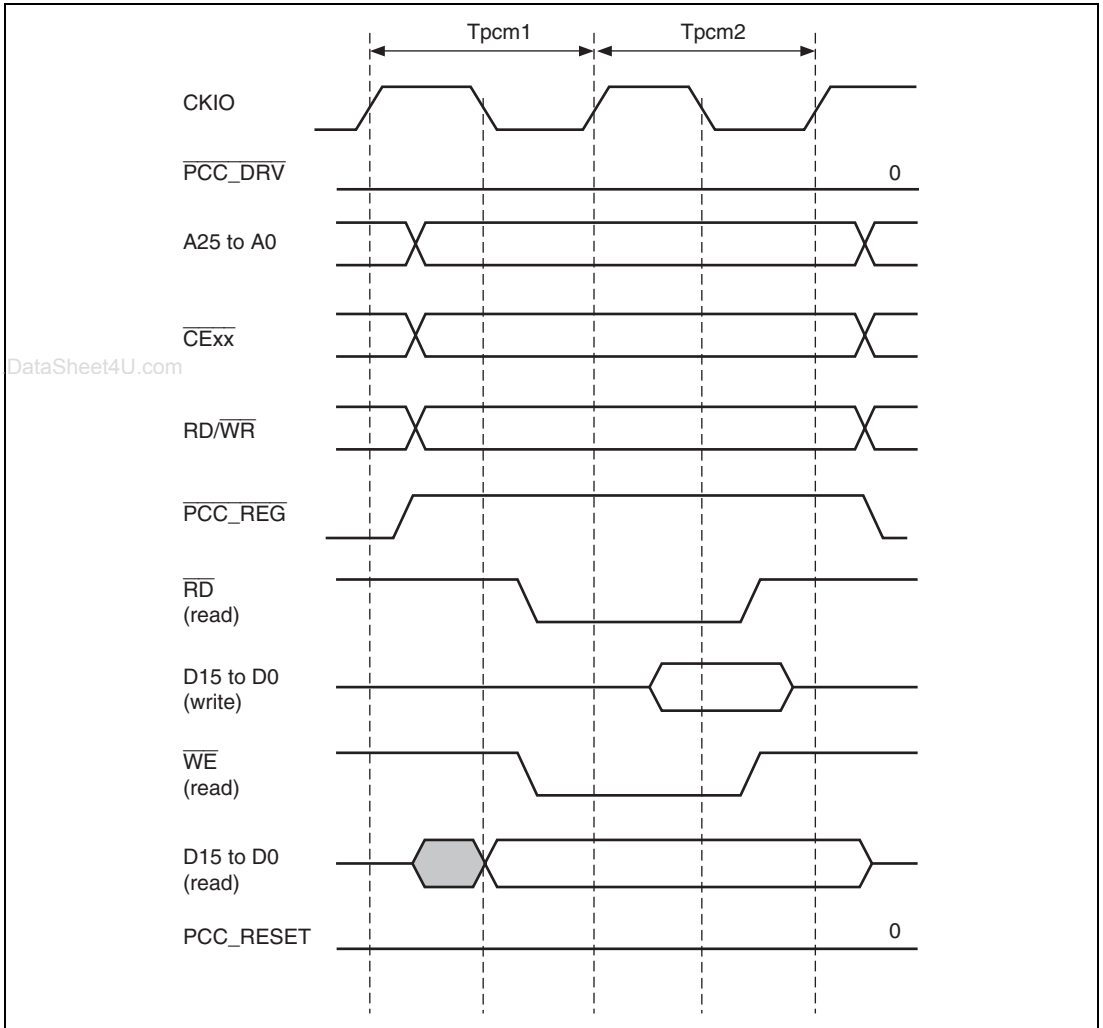 Tpcm1 Tpcm2
CKIO
PCC_DRV 0
A25 to A0
CExx
DataSheet4U.com
RD/WR
PCC_REG
RD
(read)
D15 to D0
(write)
WE
(read)
D15 to D0
(read)
PCC_RESET 0